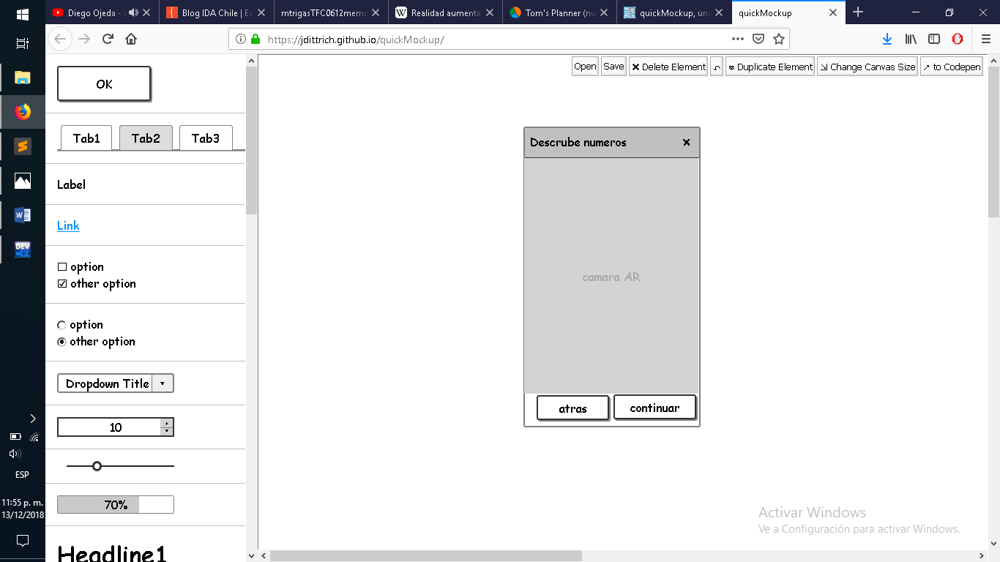 Diego Ojeda - A
Blog IDA Chile | Es
mtrigasTFC0612memo
Realidad aumenta
Tom's Planner (nu
quickMockup, una
quickMockup
https://jdittrich.github.io/quickMockup/
Open Save Delete Element Duplicate Element Change Canvas Size to Codepen
OK
Tab1 Tab2 Tab3
Label
Link
option
other option
option
other option
Dropdown Title
10
70%
Headline1
Descrube numeros
camara AR
atras continuar
DEV
ESP
11:55 p. m.
13/12/2018
Activar Windows
Ve a Configuración para activar Windows.